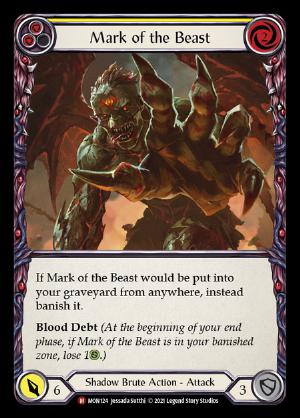 Mark of the Beast
2
If Mark of the Beast would be put into
your graveyard from anywhere, instead
banish it.
Blood Debt (At the beginning of your end
phase, if Mark of the Beast is in your banished
zone, lose 1.)
6
Shadow Brute Action - Attack
3
M MON124 Jessada Sutthi © 2021 Legend Story Studios